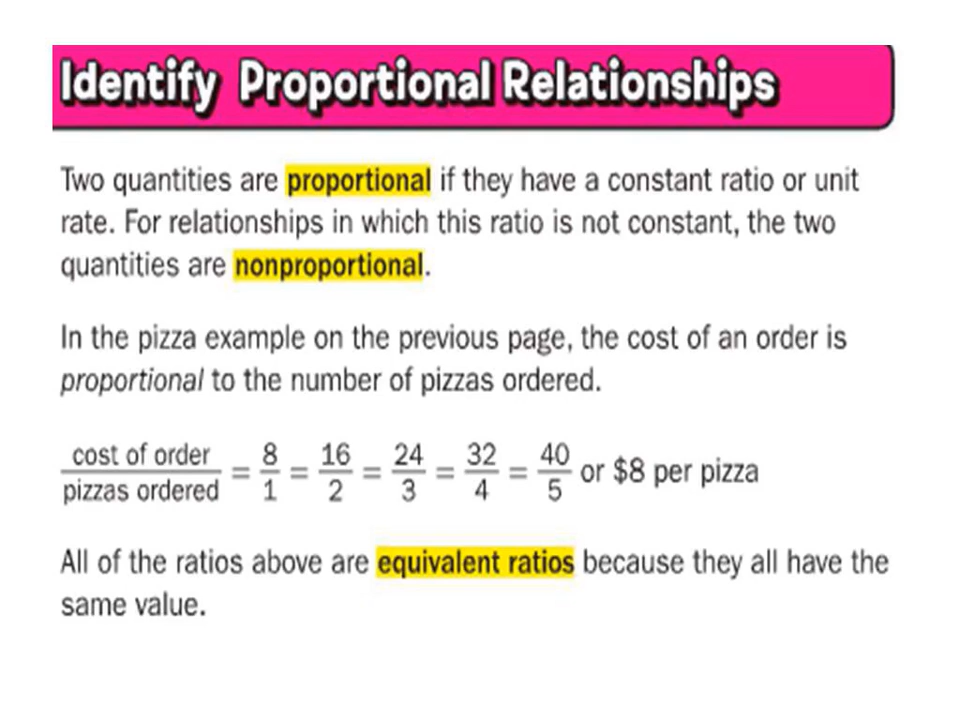 Identify Proportional Relationships
Two quantities are proportional if they have a constant ratio or unit
rate. For relationships in which this ratio is not constant, the two
quantities are nonproportional.
In the pizza example on the previous page, the cost of an order is
proportional to the number of pizzas ordered.
cost of order/pizzas ordered = 8/1 = 16/2 = 24/3 = 32/4 = 40/5 or $8 per pizza
All of the ratios above are equivalent ratios because they all have the
same value.